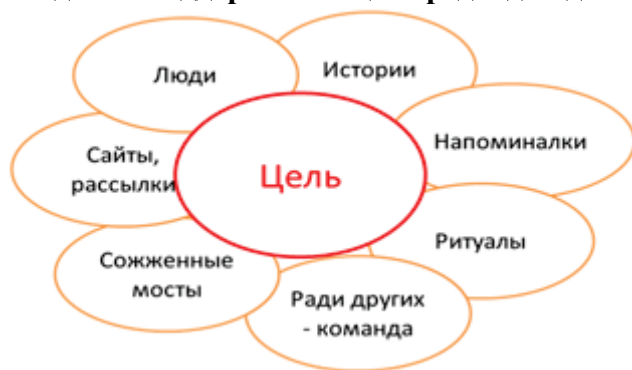 Люди
Истории
Напоминалки
Сайты,
рассылки
Цель
Ритуалы
Сожженные
мосты
Ради других
- команда